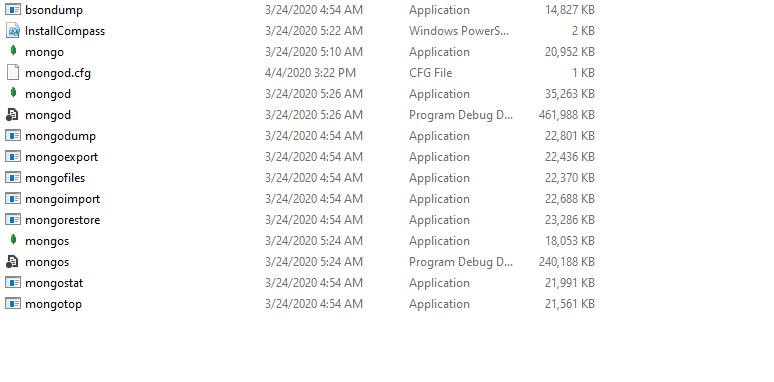 bsondump 3/24/2020 4:54 AM Application 14,827 KB
InstallCompass 3/24/2020 5:22 AM Windows PowerS... 2 KB
mongo 3/24/2020 5:10 AM Application 20,952 KB
mongod.cfg 4/4/2020 3:22 PM CFG File 1 KB
mongod 3/24/2020 5:26 AM Application 35,263 KB
mongod 3/24/2020 5:26 AM Program Debug D... 461,988 KB
mongodump 3/24/2020 4:54 AM Application 22,801 KB
mongoexport 3/24/2020 4:54 AM Application 22,436 KB
mongofiles 3/24/2020 4:54 AM Application 22,370 KB
mongoimport 3/24/2020 4:54 AM Application 22,688 KB
mongorestore 3/24/2020 4:54 AM Application 23,286 KB
mongos 3/24/2020 5:24 AM Application 18,053 KB
mongos 3/24/2020 5:24 AM Program Debug D... 240,188 KB
mongostat 3/24/2020 4:54 AM Application 21,991 KB
mongotop 3/24/2020 4:54 AM Application 21,561 KB